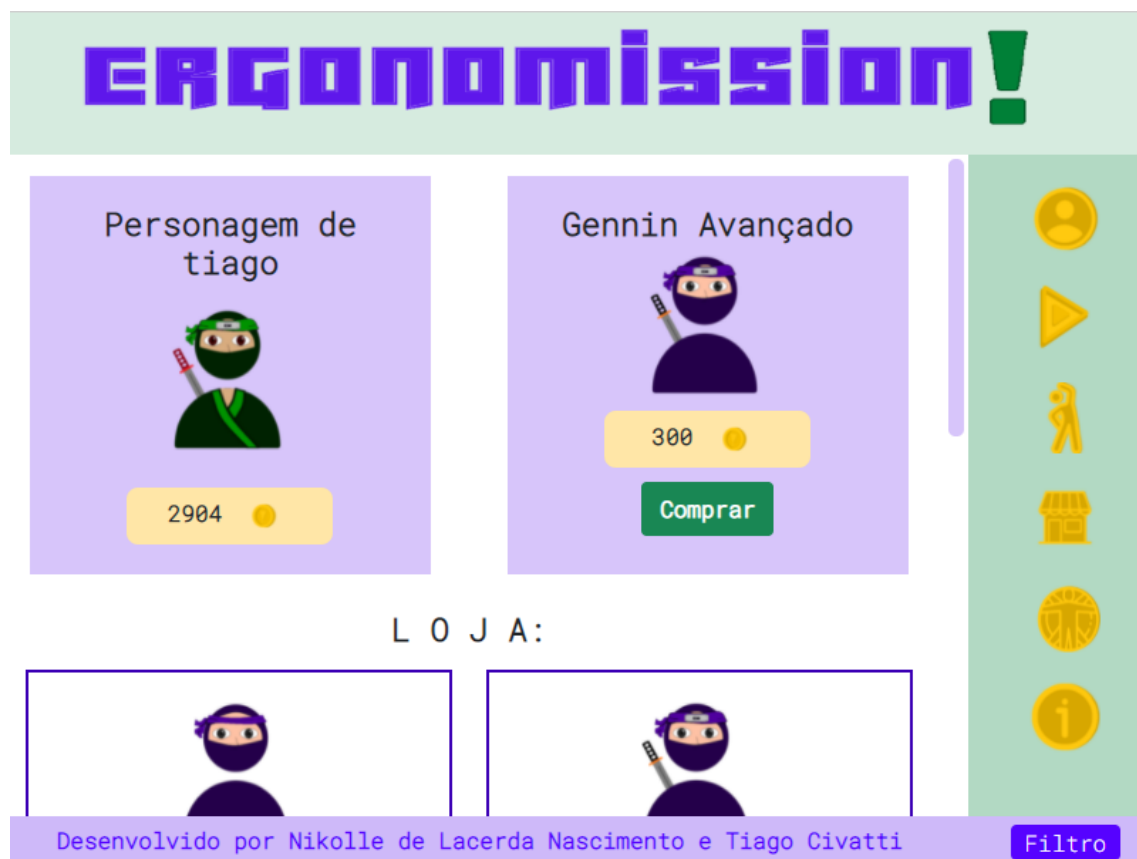 ERGONOMISSION!
Personagem de
tiago
2904
Gennin Avançado
300
Comprar
L O J A:
Desenvolvido por Nikolle de Lacerda Nascimento e Tiago Civatti
Filtro